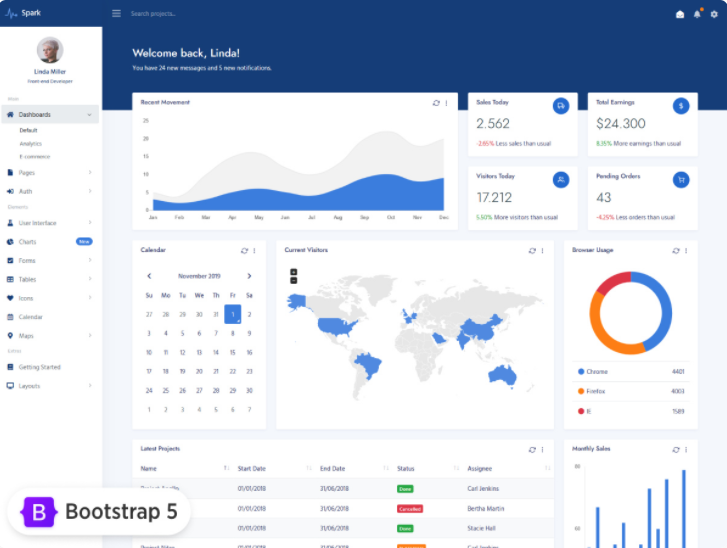 Spark
Search projects..
Linda Miller
Front-end Developer
Main
Dashboards
Default
Analytics
E-commerce
Pages
Auth
Elements
User Interface
Charts New
Forms
Tables
Icons
Calendar
Maps
Extras
Getting Started
Layouts
Welcome back, Linda!
You have 24 new messages and 5 new notifications.
Recent Movement
25
20
15
10
5
0
Jan Feb Mar Apr May Jun Jul Aug Sep Oct Nov Dec
Sales Today
2.562
-2.65% Less sales than usual
Total Earnings
$
$24.300
8.35% More earnings than usual
Visitors Today
17.212
5.50% More visitors than usual
Pending Orders
43
-4.25% Less orders than usual
Calendar
November 2019
Su Mo Tu We Th Fr Sa
27 28 29 30 31 1 2
3 4 5 6 7 8 9
10 11 12 13 14 15 16
17 18 19 20 21 22 23
24 25 26 27 28 29 30
1 2 3 4 5 6 7
Current Visitors
+
-
Browser Usage
Chrome 4401
Firefox 4003
IE 1589
Latest Projects
Name Start Date End Date Status Assignee
01/01/2018 31/06/2018 Done Carl Jenkins
01/01/2018 31/06/2018 Cancelled Bertha Martin
01/01/2018 31/06/2018 Done Stacie Hall
01/01/2018 31/06/2018 Carl Jenkins
Monthly Sales
80
60
B Bootstrap 5